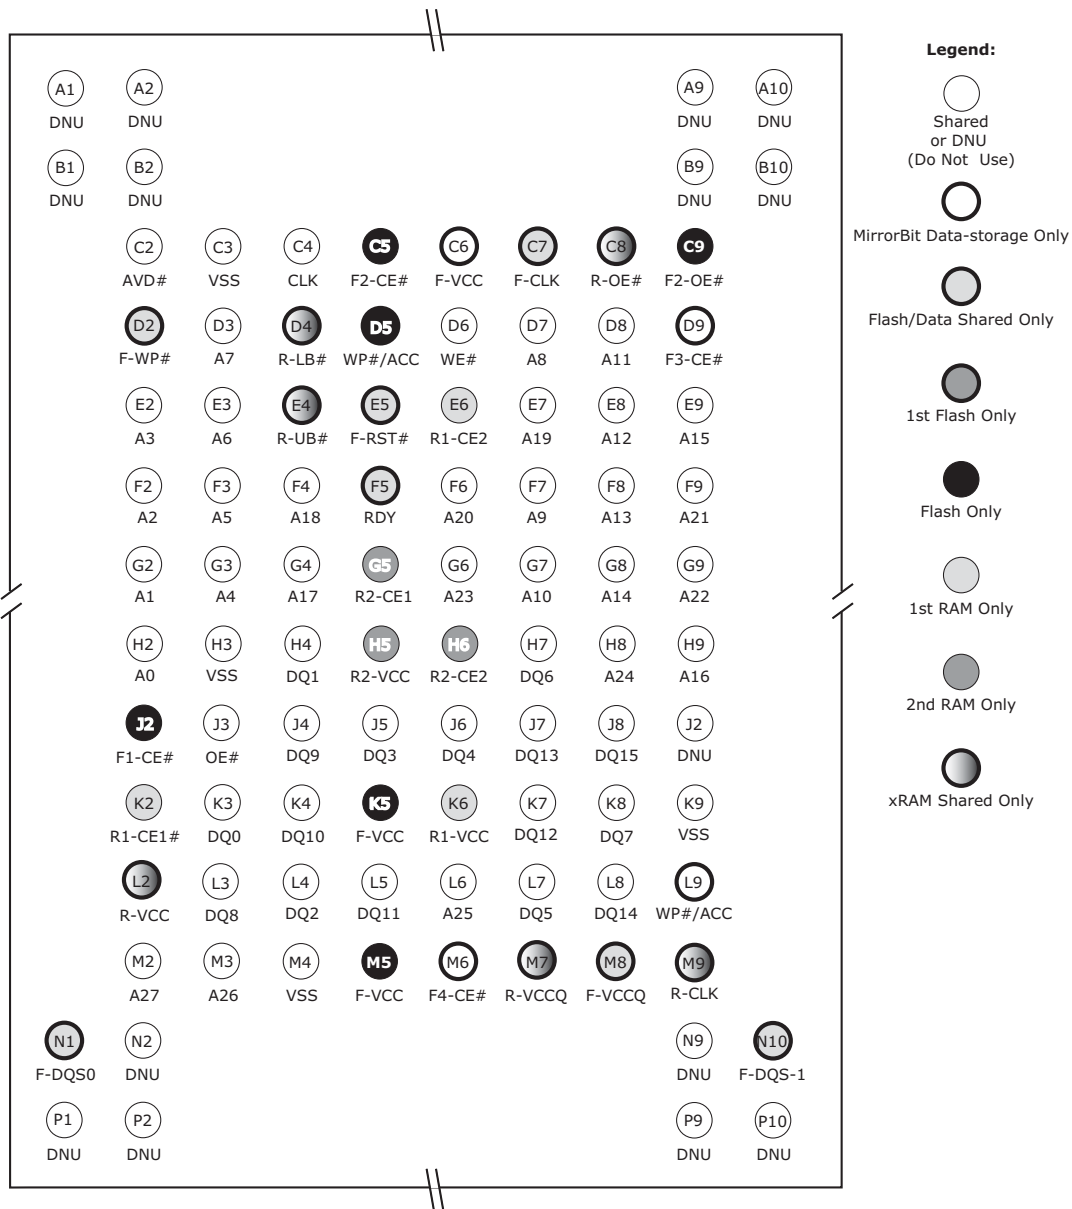 A1 A2 A9 A10
DNU DNU DNU DNU
B1 B2 B9 B10
DNU DNU DNU DNU
C2 C3 C4 C5 C6 C7 C8 C9
AVD# VSS CLK F2-CE# F-VCC F-CLK R-OE# F2-OE#
D2 D3 D4 D5 D6 D7 D8 D9
F-WP# A7 R-LB# WP#/ACC WE# A8 A11 F3-CE#
E2 E3 E4 E5 E6 E7 E8 E9
A3 A6 R-UB# F-RST# R1-CE2 A19 A12 A15
F2 F3 F4 F5 F6 F7 F8 F9
A2 A5 A18 RDY A20 A9 A13 A21
G2 G3 G4 G5 G6 G7 G8 G9
A1 A4 A17 R2-CE1 A23 A10 A14 A22
H2 H3 H4 H5 H6 H7 H8 H9
A0 VSS DQ1 R2-VCC R2-CE2 DQ6 A24 A16
J2 J3 J4 J5 J6 J7 J8 J2
F1-CE# OE# DQ9 DQ3 DQ4 DQ13 DQ15 DNU
K2 K3 K4 K5 K6 K7 K8 K9
R1-CE1# DQ0 DQ10 F-VCC R1-VCC DQ12 DQ7 VSS
L2 L3 L4 L5 L6 L7 L8 L9
R-VCC DQ8 DQ2 DQ11 A25 DQ5 DQ14 WP#/ACC
M2 M3 M4 M5 M6 M7 M8 M9
A27 A26 VSS F-VCC F4-CE# R-VCCQ F-VCCQ R-CLK
N1 N2 N9 N10
F-DQS0 DNU DNU F-DQS-1
P1 P2 P9 P10
DNU DNU DNU DNU
Legend:
Shared
or DNU
(Do Not Use)
MirrorBit Data-storage Only
Flash/Data Shared Only
1st Flash Only
Flash Only
1st RAM Only
2nd RAM Only
xRAM Shared Only